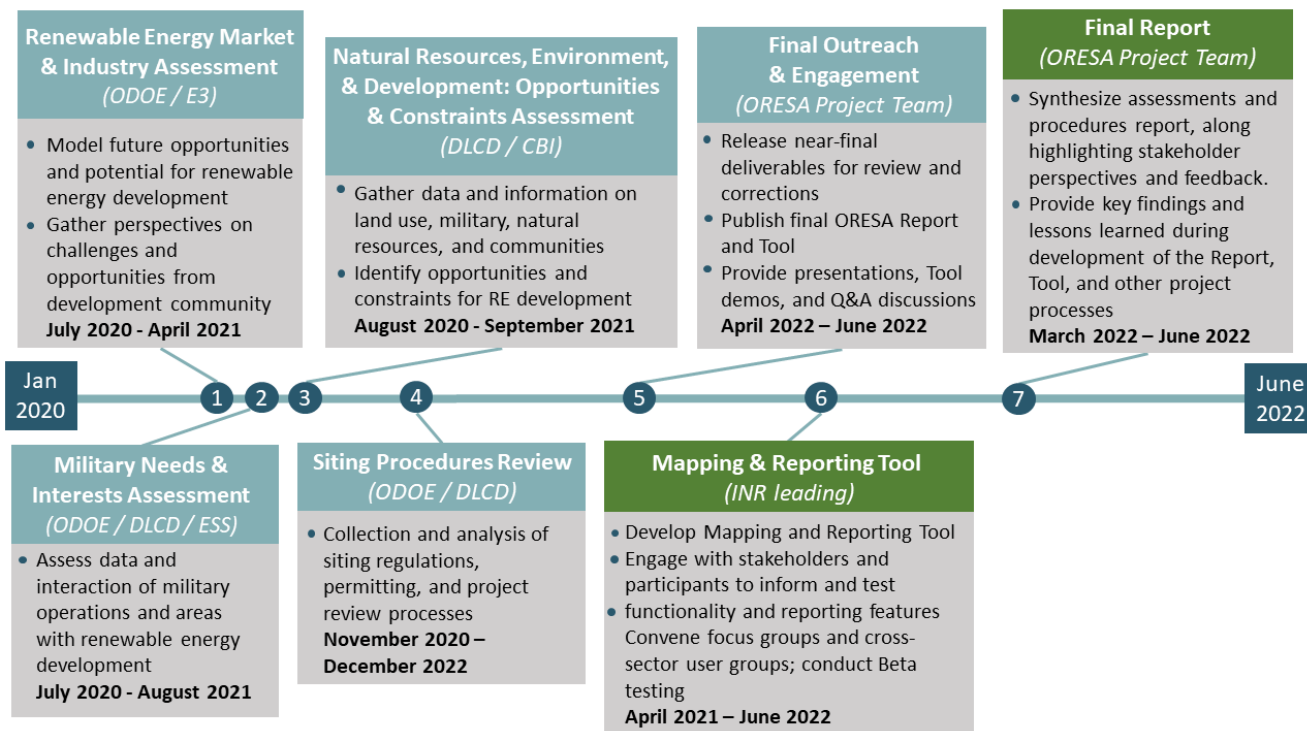 Renewable Energy Market
& Industry Assessment
(ODOE / E3)
• Model future opportunities
and potential for renewable
energy development
• Gather perspectives on
challenges and
opportunities from
development community
July 2020 - April 2021
Natural Resources, Environment,
& Development: Opportunities
& Constraints Assessment
(DLCD / CBI)
• Gather data and information on
land use, military, natural
resources, and communities
• Identify opportunities and
constraints for RE development
August 2020 - September 2021
Final Outreach
& Engagement
(ORESA Project Team)
• Release near-final
deliverables for review and
corrections
• Publish final ORESA Report
and Tool
• Provide presentations, Tool
demos, and Q&A discussions
April 2022 – June 2022
Final Report
(ORESA Project Team)
• Synthesize assessments and
procedures report, along
highlighting stakeholder
perspectives and feedback.
• Provide key findings and
lessons learned during
development of the Report,
Tool, and other project
processes
March 2022 – June 2022
Jan
2020
1
2
3
4
5
6
7
June
2022
Military Needs &
Interests Assessment
(ODOE / DLCD / ESS)
• Assess data and
interaction of military
operations and areas
with renewable energy
development
July 2020 - August 2021
Siting Procedures Review
(ODOE / DLCD)
• Collection and analysis of
siting regulations,
permitting, and project
review processes
November 2020 –
December 2022
Mapping & Reporting Tool
(INR leading)
• Develop Mapping and Reporting Tool
• Engage with stakeholders and
participants to inform and test
• functionality and reporting features
Convene focus groups and cross-
sector user groups; conduct Beta
testing
April 2021 – June 2022